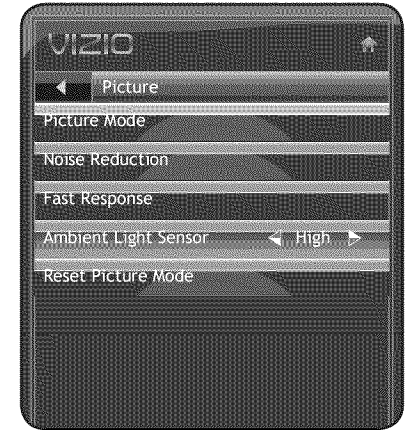 VIZIO
Picture
Picture Mode
Noise Reduction
Fast Response
Ambient Light Sensor High
Reset Picture Mode